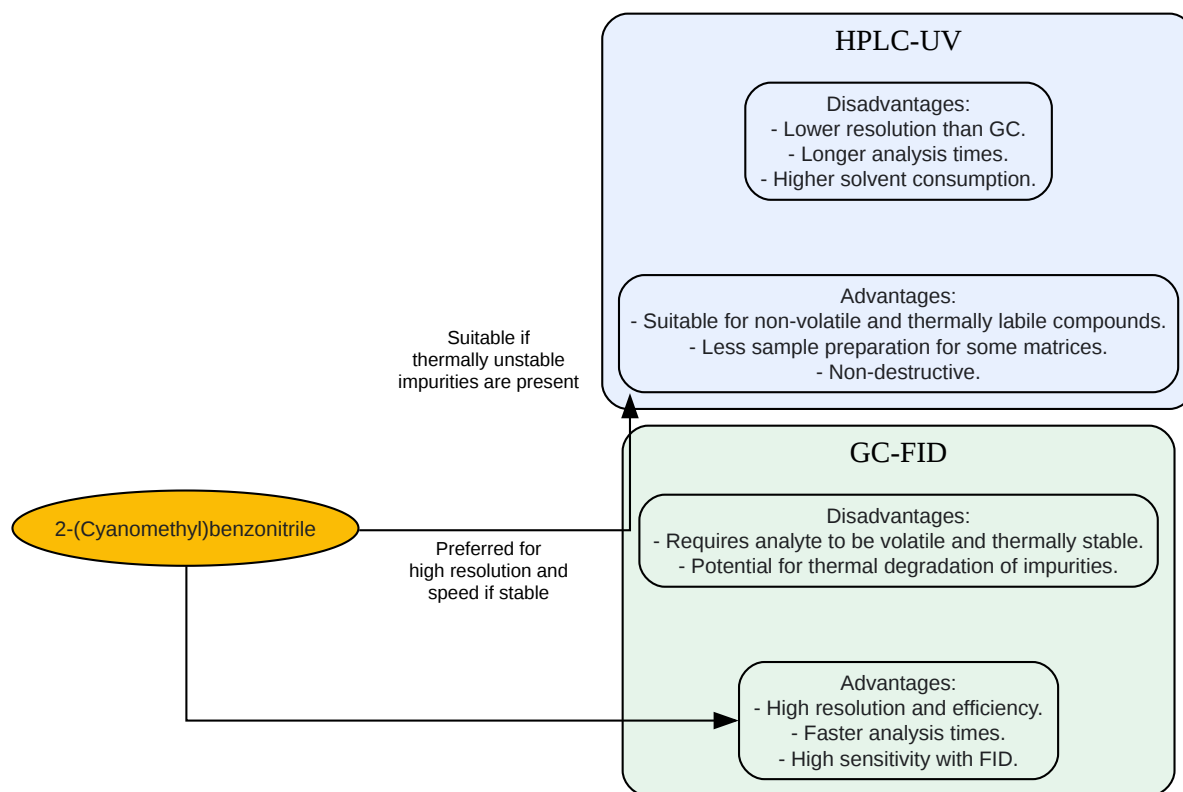 HPLC-UV
Disadvantages:
- Lower resolution than GC.
- Longer analysis times.
- Higher solvent consumption.
Advantages:
- Suitable for non-volatile and thermally labile compounds.
- Less sample preparation for some matrices.
- Non-destructive.
Suitable if
thermally unstable
impurities are present
GC-FID
Disadvantages:
- Requires analyte to be volatile and thermally stable.
- Potential for thermal degradation of impurities.
2-(Cyanomethyl)benzonitrile
Preferred for
high resolution and
speed if stable
Advantages:
- High resolution and efficiency.
- Faster analysis times.
- High sensitivity with FID.